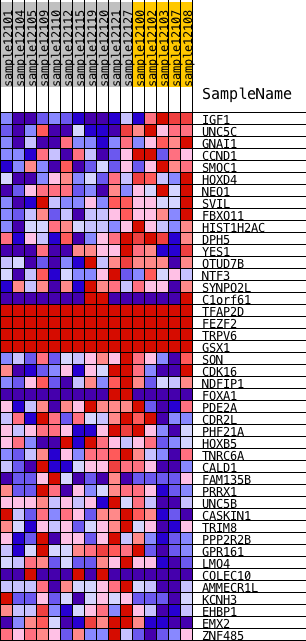 sample12101
sample12104
sample12105
sample12109
sample12110
sample12112
sample12115
sample12119
sample12120
sample12121
sample12122
sample12100
sample12102
sample12103
sample12107
sample12108
SampleName
IGF1
UNC5C
GNAI1
CCND1
SMOC1
HOXD4
NEO1
SVIL
FBXO11
HIST1H2AC
DPH5
YES1
OTUD7B
NTF3
SYNPO2L
C1orf61
TFAP2D
FEZF2
TRPV6
GSX1
SON
CDK16
NDFIP1
FOXA1
PDE2A
CDR2L
PHF21A
HOXB5
TNRC6A
CALD1
FAM135B
PRRX1
UNC5B
CASKIN1
TRIM8
PPP2R2B
GPR161
LMO4
COLEC10
AMMECR1L
KCNH3
EHBP1
EMX2
ZNF485